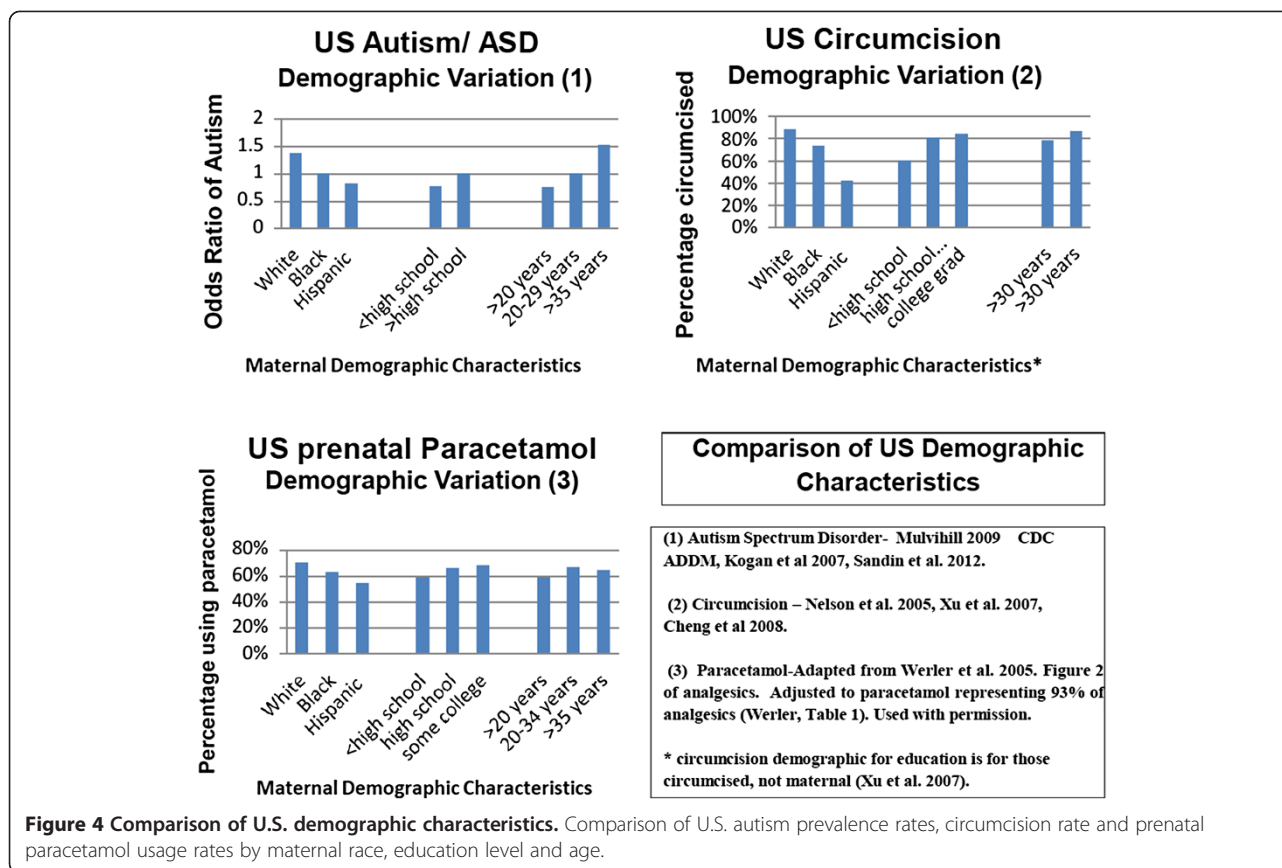 US Autism/ ASD
Demographic Variation (1)
Odds Ratio of Autism
2
1.5
1
0.5
0
White
Black
Hispanic
<high school
>high school
>20 years
20-29 years
>35 years
Maternal Demographic Characteristics
US Circumcision
Demographic Variation (2)
Percentage circumcised
100%
80%
60%
40%
20%
0%
White
Black
Hispanic
<high school
high school...
college grad
>30 years
>30 years
Maternal Demographic Characteristics*
US prenatal Paracetamol
Demographic Variation (3)
Percentage using paracetamol
80%
60%
40%
20%
0%
White
Black
Hispanic
<high school
high school
some college
>20 years
20-34 years
>35 years
Maternal Demographic Characteristics
Comparison of US Demographic
Characteristics
(1) Autism Spectrum Disorder- Mulvihill 2009 CDC
ADDM, Kogan et al 2007, Sandin et al. 2012.
(2) Circumcision – Nelson et al. 2005, Xu et al. 2007,
Cheng et al 2008.
(3) Paracetamol-Adapted from Werler et al. 2005. Figure 2
of analgesics. Adjusted to paracetamol representing 93% of
analgesics (Werler, Table 1). Used with permission.
* circumcision demographic for education is for those
circumcised, not maternal (Xu et al. 2007).
Figure 4 Comparison of U.S. demographic characteristics. Comparison of U.S. autism prevalence rates, circumcision rate and prenatal
paracetamol usage rates by maternal race, education level and age.